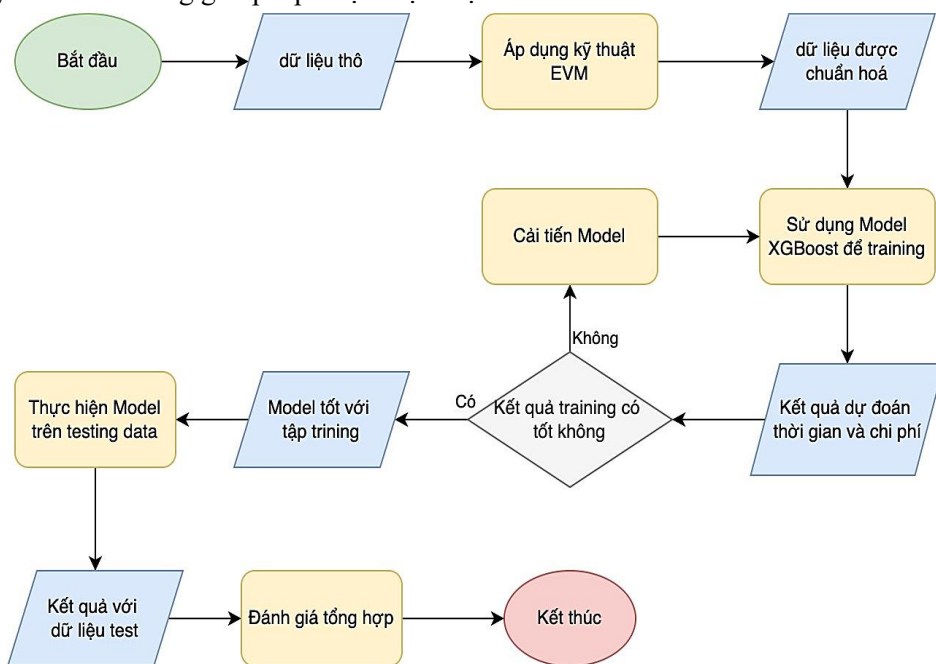 Bắt đầu
dữ liệu thô
Áp dụng kỹ thuật
EVM
dữ liệu được
chuẩn hoá
Cải tiến Model
Sử dụng Model
XGBoost để training
Không
Thực hiện Model
trên testing data
Model tốt với
tập trining
Có
Kết quả training có
tốt không
Kết quả dự đoán
thời gian và chi phí
Kết quả với
dữ liệu test
Đánh giá tổng hợp
Kết thúc